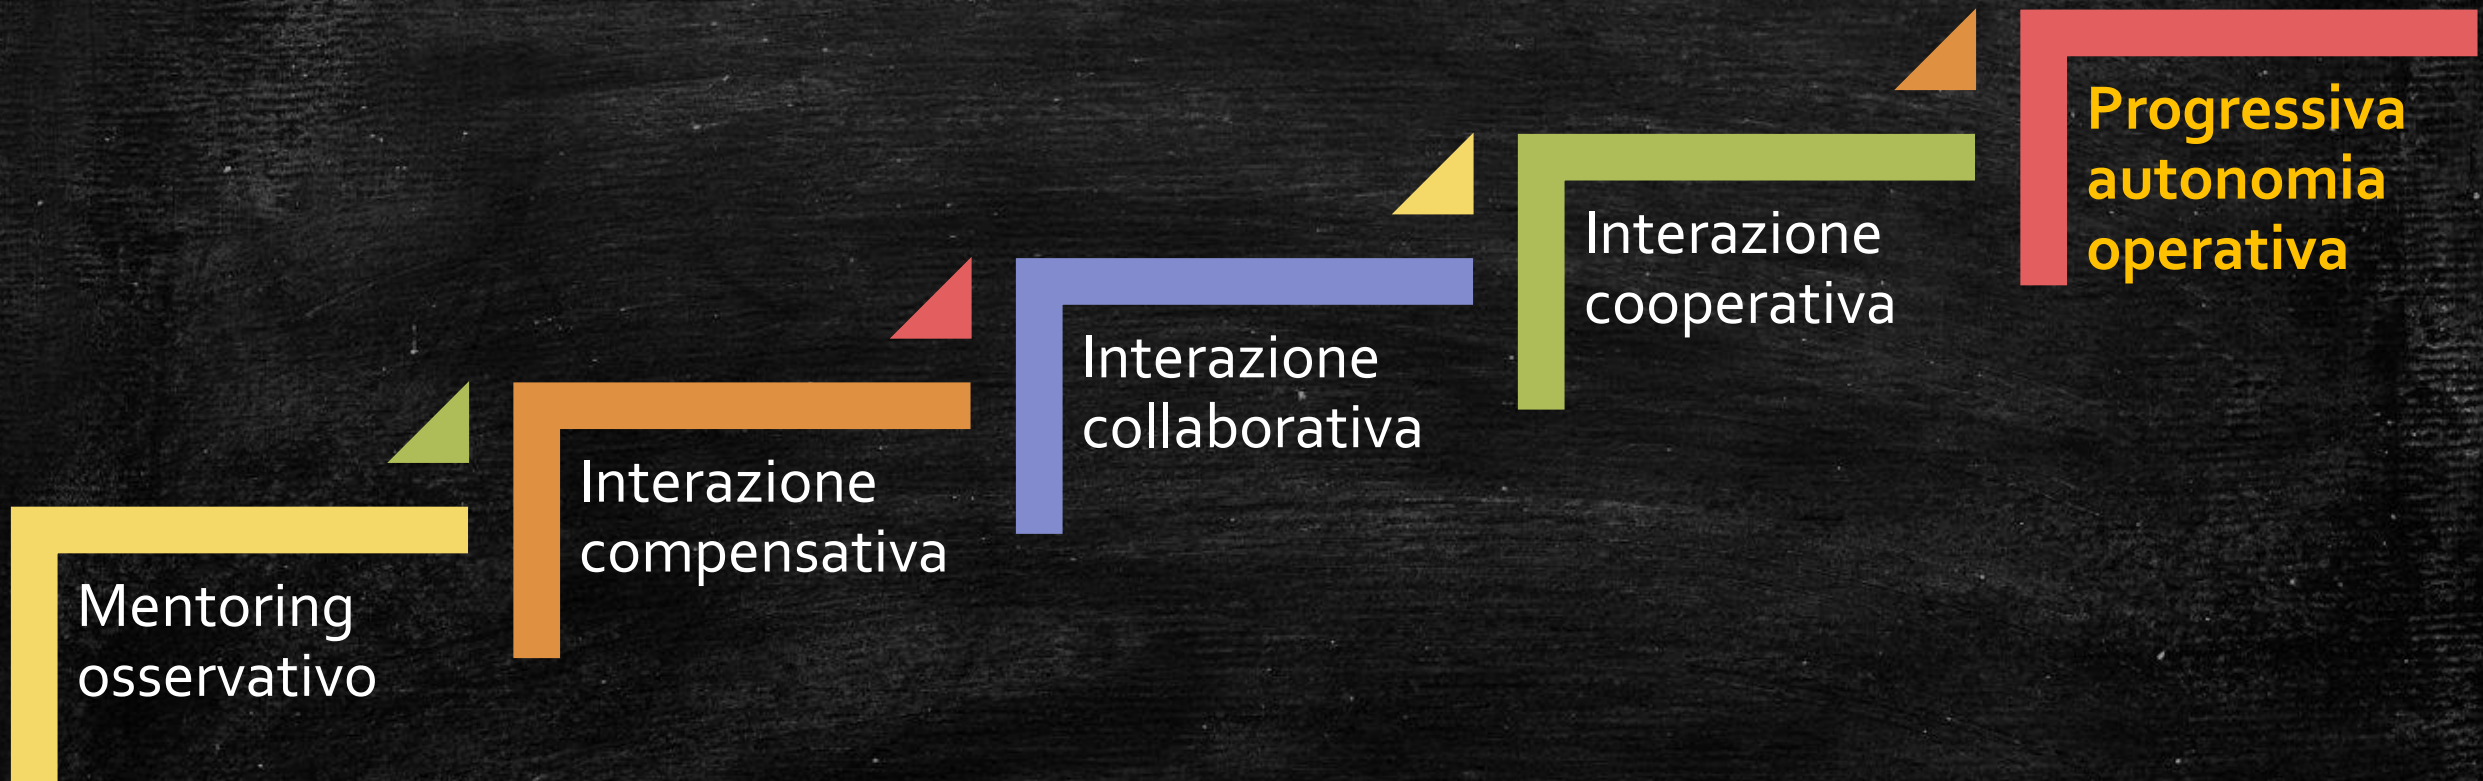 Mentoring
osservativo
Interazione
compensativa
Interazione
collaborativa
Interazione
cooperativa
Progressiva
autonomia
operativa